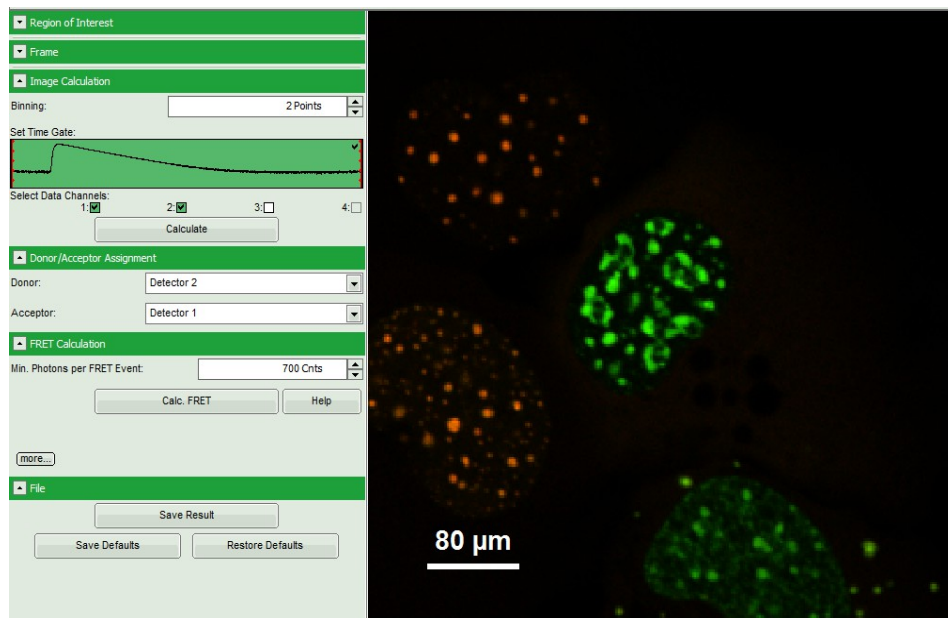 Region of Interest
Frame
Image Calculation
Binning: 2 Points
Set Time Gate:
Select Data Channels:
1: 2: 3: 4:
Calculate
Donor/Acceptor Assignment
Donor: Detector 2
Acceptor: Detector 1
FRET Calculation
Min. Photons per FRET Event: 700 Cnts
Calc. FRET Help
more...
File
Save Result
Save Defaults Restore Defaults
80 µm